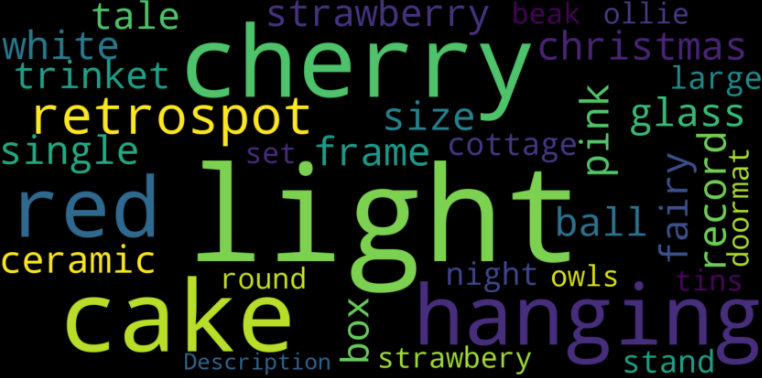 tale
strawberry
beak
ollie
white
cherry
christmas
trinket
large
retrospot
size
pink
glass
single
set
frame
cottage
record
doormat
fairy
red
light
ball
ceramic
round
night
owls
tins
cake
box
hanging
Description
strawbery
stand